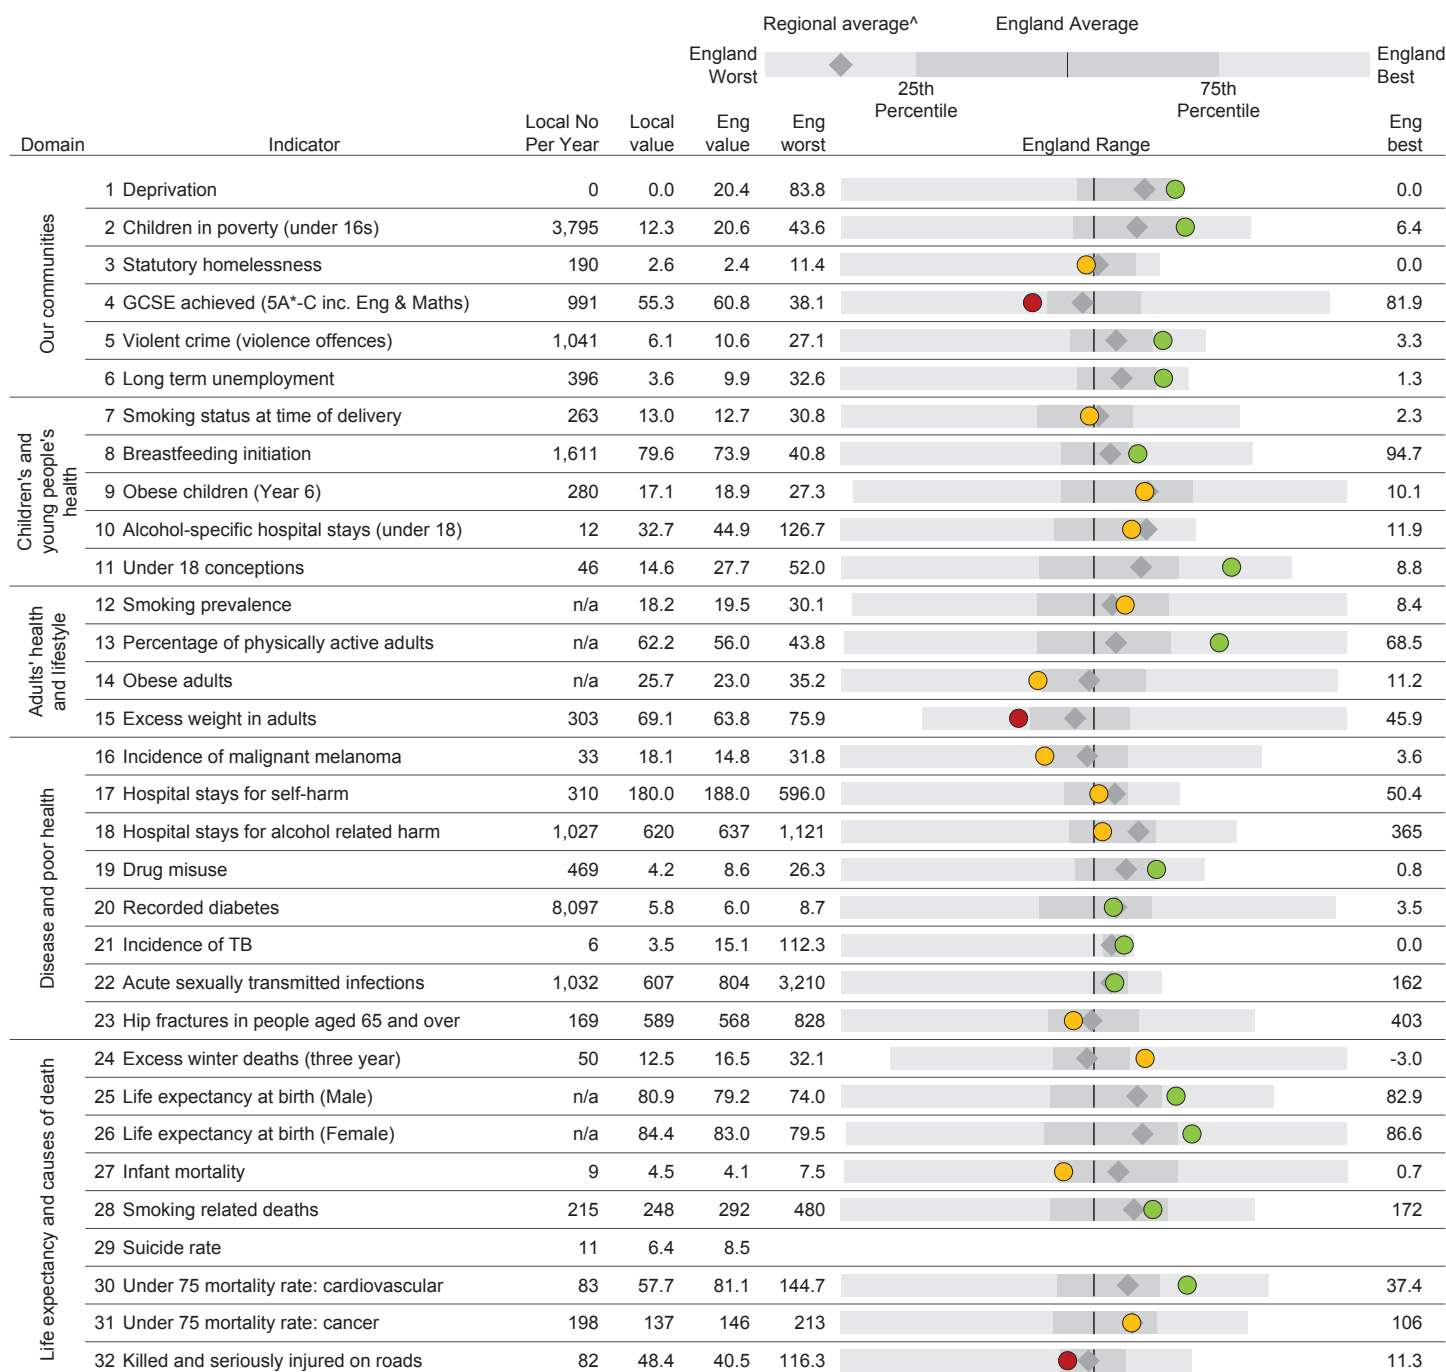 Regional average^ England Average
England Worst England Best
25th Percentile 75th Percentile
Domain Indicator Local No Per Year Local value Eng value Eng worst England Range Eng best
Our communities
1 Deprivation 0 0.0 20.4 83.8 0.0
2 Children in poverty (under 16s) 3,795 12.3 20.6 43.6 6.4
3 Statutory homelessness 190 2.6 2.4 11.4 0.0
4 GCSE achieved (5A*-C inc. Eng & Maths) 991 55.3 60.8 38.1 81.9
5 Violent crime (violence offences) 1,041 6.1 10.6 27.1 3.3
6 Long term unemployment 396 3.6 9.9 32.6 1.3
Children's and young people's health
7 Smoking status at time of delivery 263 13.0 12.7 30.8 2.3
8 Breastfeeding initiation 1,611 79.6 73.9 40.8 94.7
9 Obese children (Year 6) 280 17.1 18.9 27.3 10.1
10 Alcohol-specific hospital stays (under 18) 12 32.7 44.9 126.7 11.9
11 Under 18 conceptions 46 14.6 27.7 52.0 8.8
Adults' health and lifestyle
12 Smoking prevalence n/a 18.2 19.5 30.1 8.4
13 Percentage of physically active adults n/a 62.2 56.0 43.8 68.5
14 Obese adults n/a 25.7 23.0 35.2 11.2
15 Excess weight in adults 303 69.1 63.8 75.9 45.9
Disease and poor health
16 Incidence of malignant melanoma 33 18.1 14.8 31.8 3.6
17 Hospital stays for self-harm 310 180.0 188.0 596.0 50.4
18 Hospital stays for alcohol related harm 1,027 620 637 1,121 365
19 Drug misuse 469 4.2 8.6 26.3 0.8
20 Recorded diabetes 8,097 5.8 6.0 8.7 3.5
21 Incidence of TB 6 3.5 15.1 112.3 0.0
22 Acute sexually transmitted infections 1,032 607 804 3,210 162
23 Hip fractures in people aged 65 and over 169 589 568 828 403
Life expectancy and causes of death
24 Excess winter deaths (three year) 50 12.5 16.5 32.1 -3.0
25 Life expectancy at birth (Male) n/a 80.9 79.2 74.0 82.9
26 Life expectancy at birth (Female) n/a 84.4 83.0 79.5 86.6
27 Infant mortality 9 4.5 4.1 7.5 0.7
28 Smoking related deaths 215 248 292 480 172
29 Suicide rate 11 6.4 8.5
30 Under 75 mortality rate: cardiovascular 83 57.7 81.1 144.7 37.4
31 Under 75 mortality rate: cancer 198 137 146 213 106
32 Killed and seriously injured on roads 82 48.4 40.5 116.3 11.3